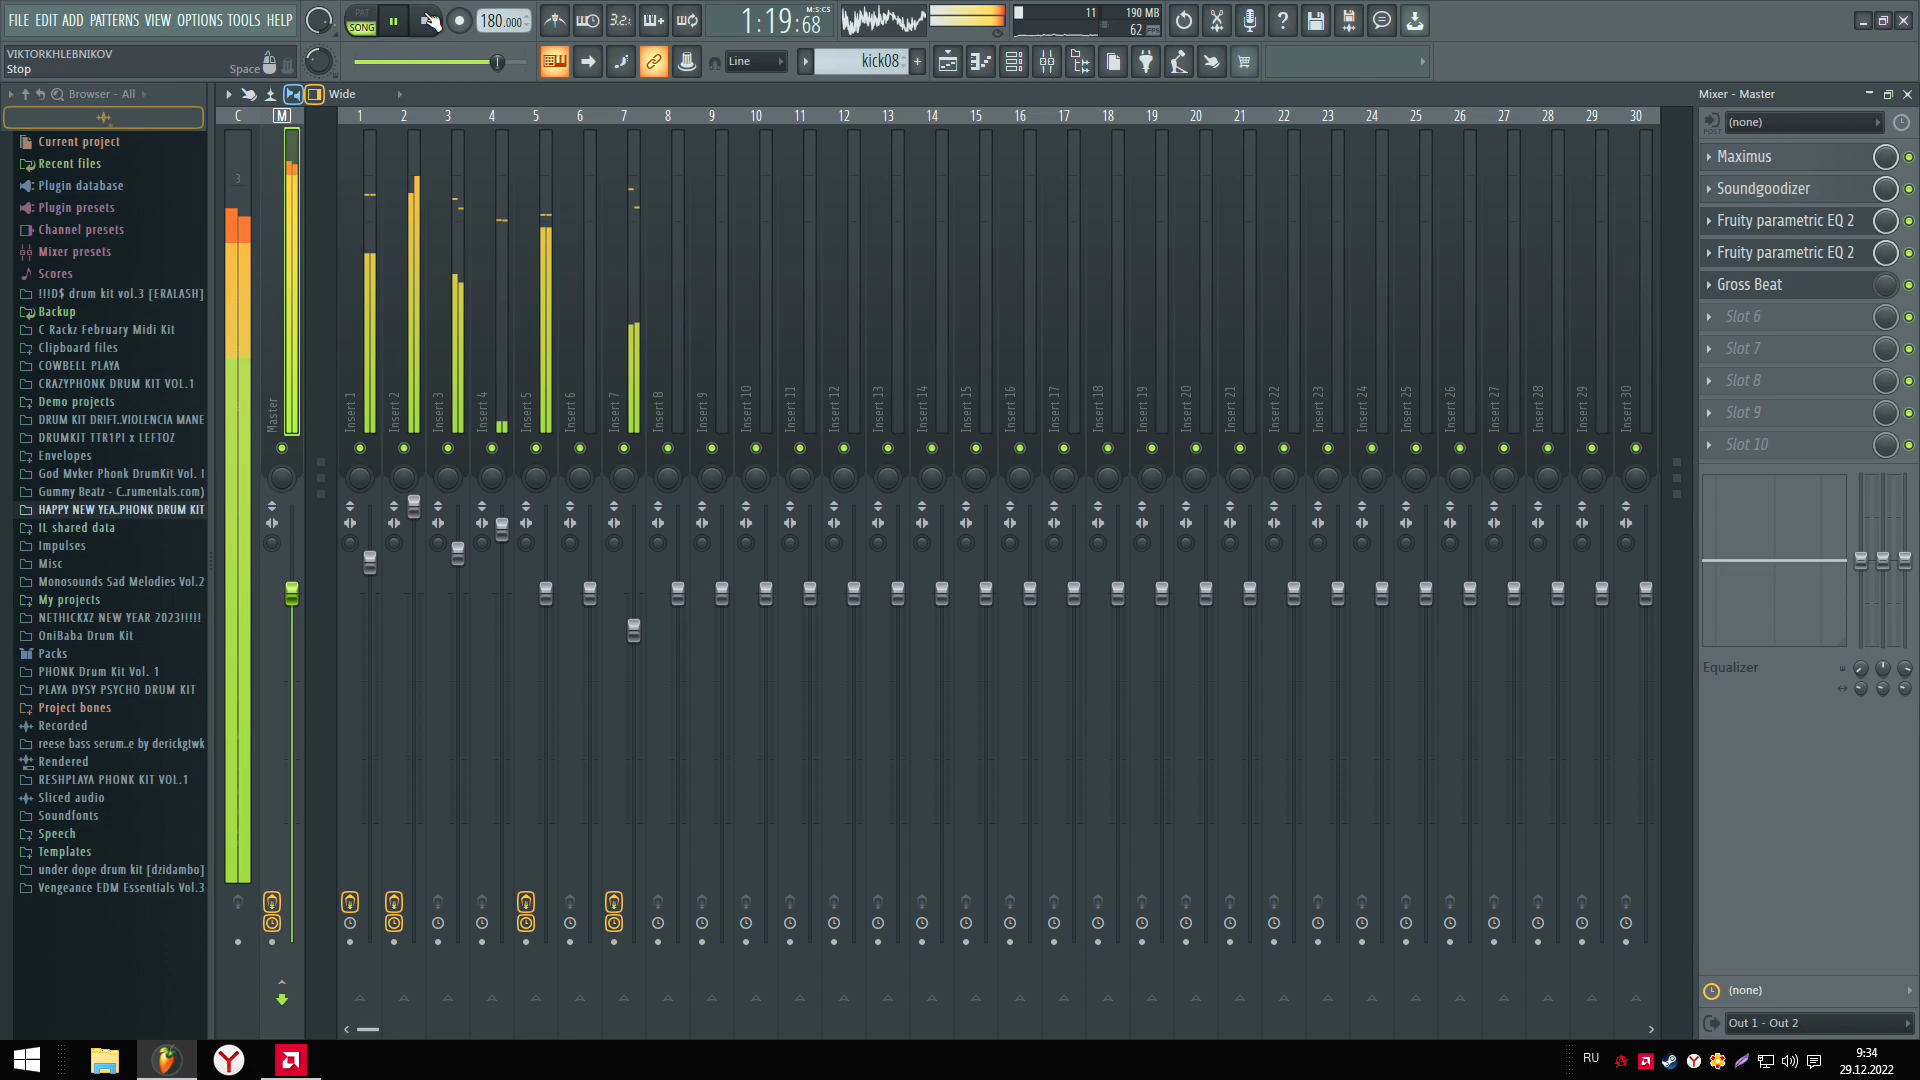 FILE EDIT ADD PATTERNS VIEW OPTIONS TOOLS HELP
PAT
SONG
180.000
3.2.
1:19:68
M:S:CS
11
190 MB
62
VIKTORKHLEBNIKOV
Stop
Space
Line
kick08
Browser - All
Wide
Mixer - Master
C M 1 2 3 4 5 6 7 8 9 10 11 12 13 14 15 16 17 18 19 20 21 22 23 24 25 26 27 28 29 30
3
Current project
Recent files
Plugin database
Plugin presets
Channel presets
Mixer presets
Scores
!!!D$ drum kit vol.3 [ERALASH]
Backup
C Rackz February Midi Kit
Clipboard files
COWBELL PLAYA
CRAZYPHONK DRUM KIT VOL.1
Demo projects
DRUM KIT DRIFT..VIOLENCIA MANE
DRUMKIT TTR1PI x LEFTOZ
Envelopes
God Mvker Phonk DrumKit Vol. I
Gummy Beatz - C.rumentals.com)
HAPPY NEW YEA..PHONK DRUM KIT
IL shared data
Impulses
Misc
Monosounds Sad Melodies Vol.2
My projects
NETHICKXZ NEW YEAR 2023!!!!!
OniBaba Drum Kit
Packs
PHONK Drum Kit Vol. 1
PLAYA DYSY PSYCHO DRUM KIT
Project bones
Recorded
reese bass serum..e by derickgtwk
Rendered
RESHPLAYA PHONK KIT VOL.1
Sliced audio
Soundfonts
Speech
Templates
under dope drum kit [dzidambo]
Vengeance EDM Essentials Vol.3
Master
Insert 1
Insert 2
Insert 3
Insert 4
Insert 5
Insert 6
Insert 7
Insert 8
Insert 9
Insert 10
Insert 11
Insert 12
Insert 13
Insert 14
Insert 15
Insert 16
Insert 17
Insert 18
Insert 19
Insert 20
Insert 21
Insert 22
Insert 23
Insert 24
Insert 25
Insert 26
Insert 27
Insert 28
Insert 29
Insert 30
POST
(none)
Maximus
Soundgoodizer
Fruity parametric EQ 2
Fruity parametric EQ 2
Gross Beat
Slot 6
Slot 7
Slot 8
Slot 9
Slot 10
Equalizer
(none)
Out 1 - Out 2
RU
9:34
29.12.2022